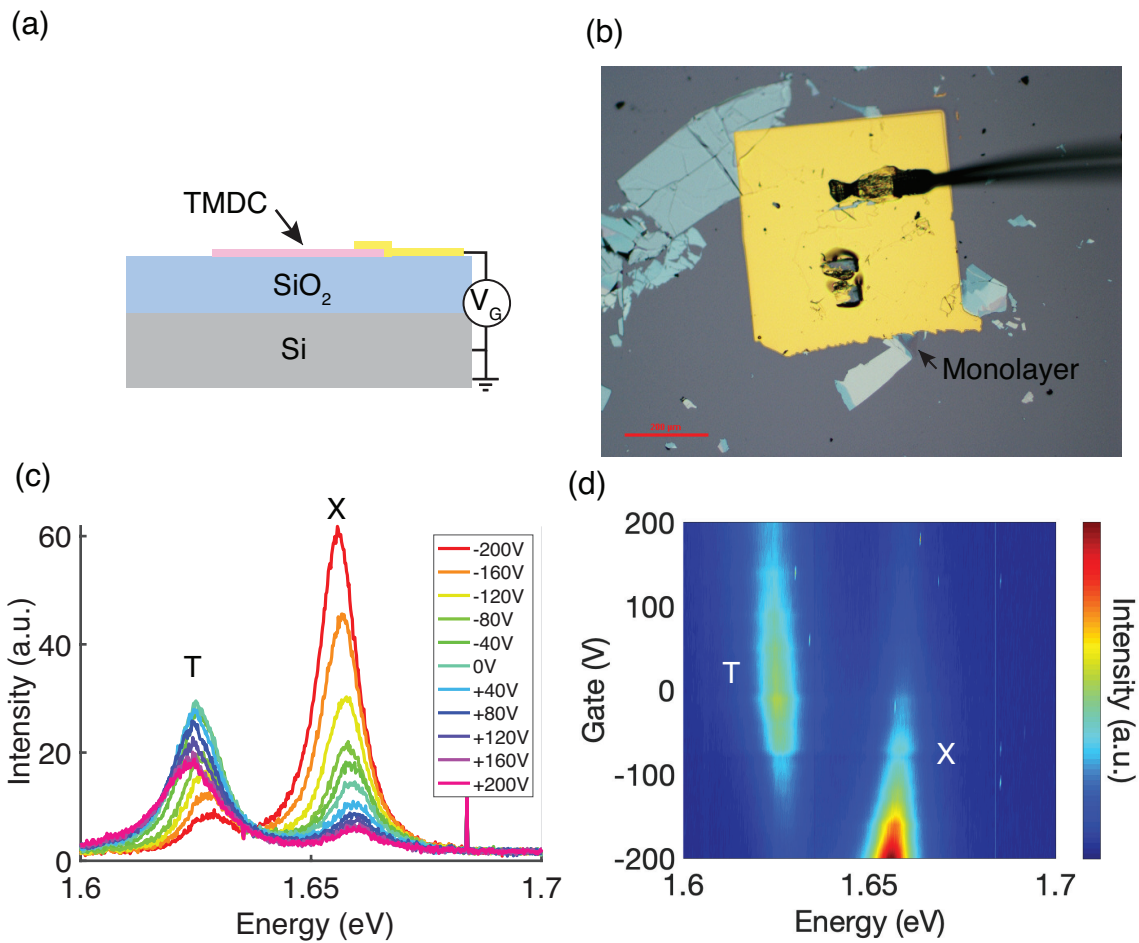 (a)
TMDC
SiO2
VG
Si
(b)
Monolayer
(c)
X
T
60
40
20
0
Intensity (a.u.)
1.6
1.65
1.7
Energy (eV)
-200V
-160V
-120V
-80V
-40V
0V
+40V
+80V
+120V
+160V
+200V
(d)
200
100
0
-100
-200
Gate (V)
T
X
1.6
1.65
1.7
Energy (eV)
Intensity (a.u.)